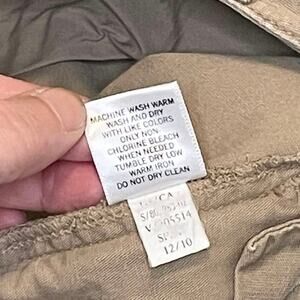 MACHINE WASH WARM
WASH AND DRY
WITH LIKE COLORS
ONLY NON-
CHLORINE BLEACH
WHEN NEEDED
TUMBLE DRY LOW
WARM IRON
DO NOT DRY CLEAN
12/10